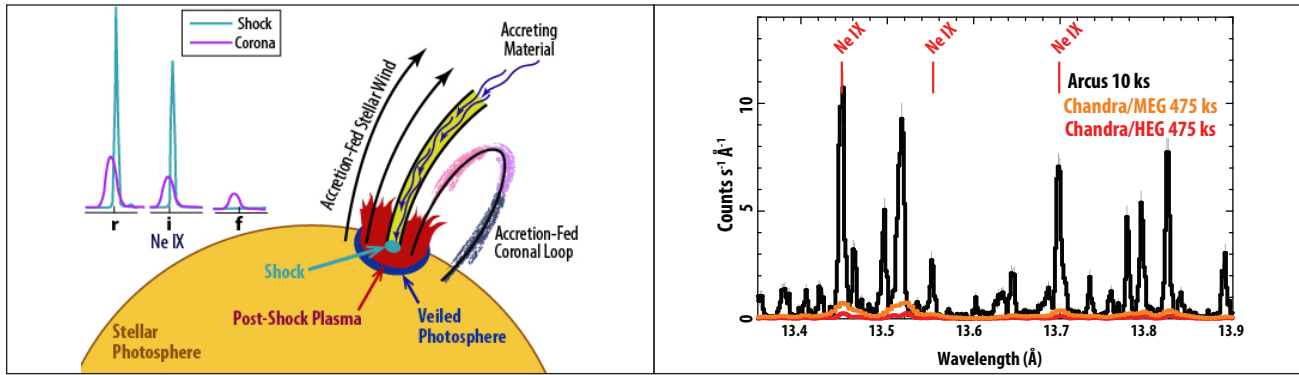 Shock
Corona
r
i
f
Ne IX
Accreting
Material
Accretion-Fed Stellar Wind
Accretion-Fed
Coronal Loop
Shock
Post-Shock Plasma
Veiled
Photosphere
Stellar
Photosphere
Ne IX
Ne IX
Ne IX
Arcus 10 ks
Chandra/MEG 475 ks
Chandra/HEG 475 ks
Counts s⁻¹ Å⁻¹
10
5
0
13.4
13.5
13.6
13.7
13.8
13.9
Wavelength (Å)